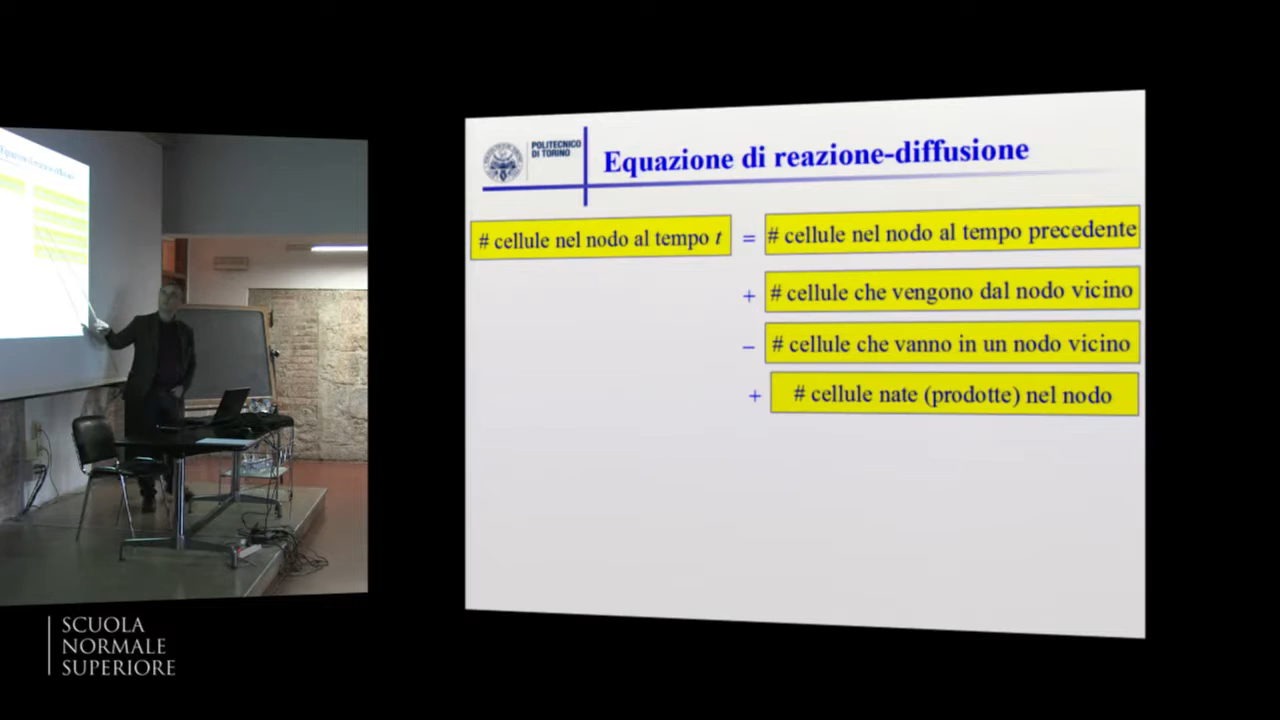 POLITECNICO
DI TORINO
Equazione di reazione-diffusione
# cellule nel nodo al tempo t = # cellule nel nodo al tempo precedente
+ # cellule che vengono dal nodo vicino
– # cellule che vanno in un nodo vicino
+ # cellule nate (prodotte) nel nodo
SCUOLA
NORMALE
SUPERIORE